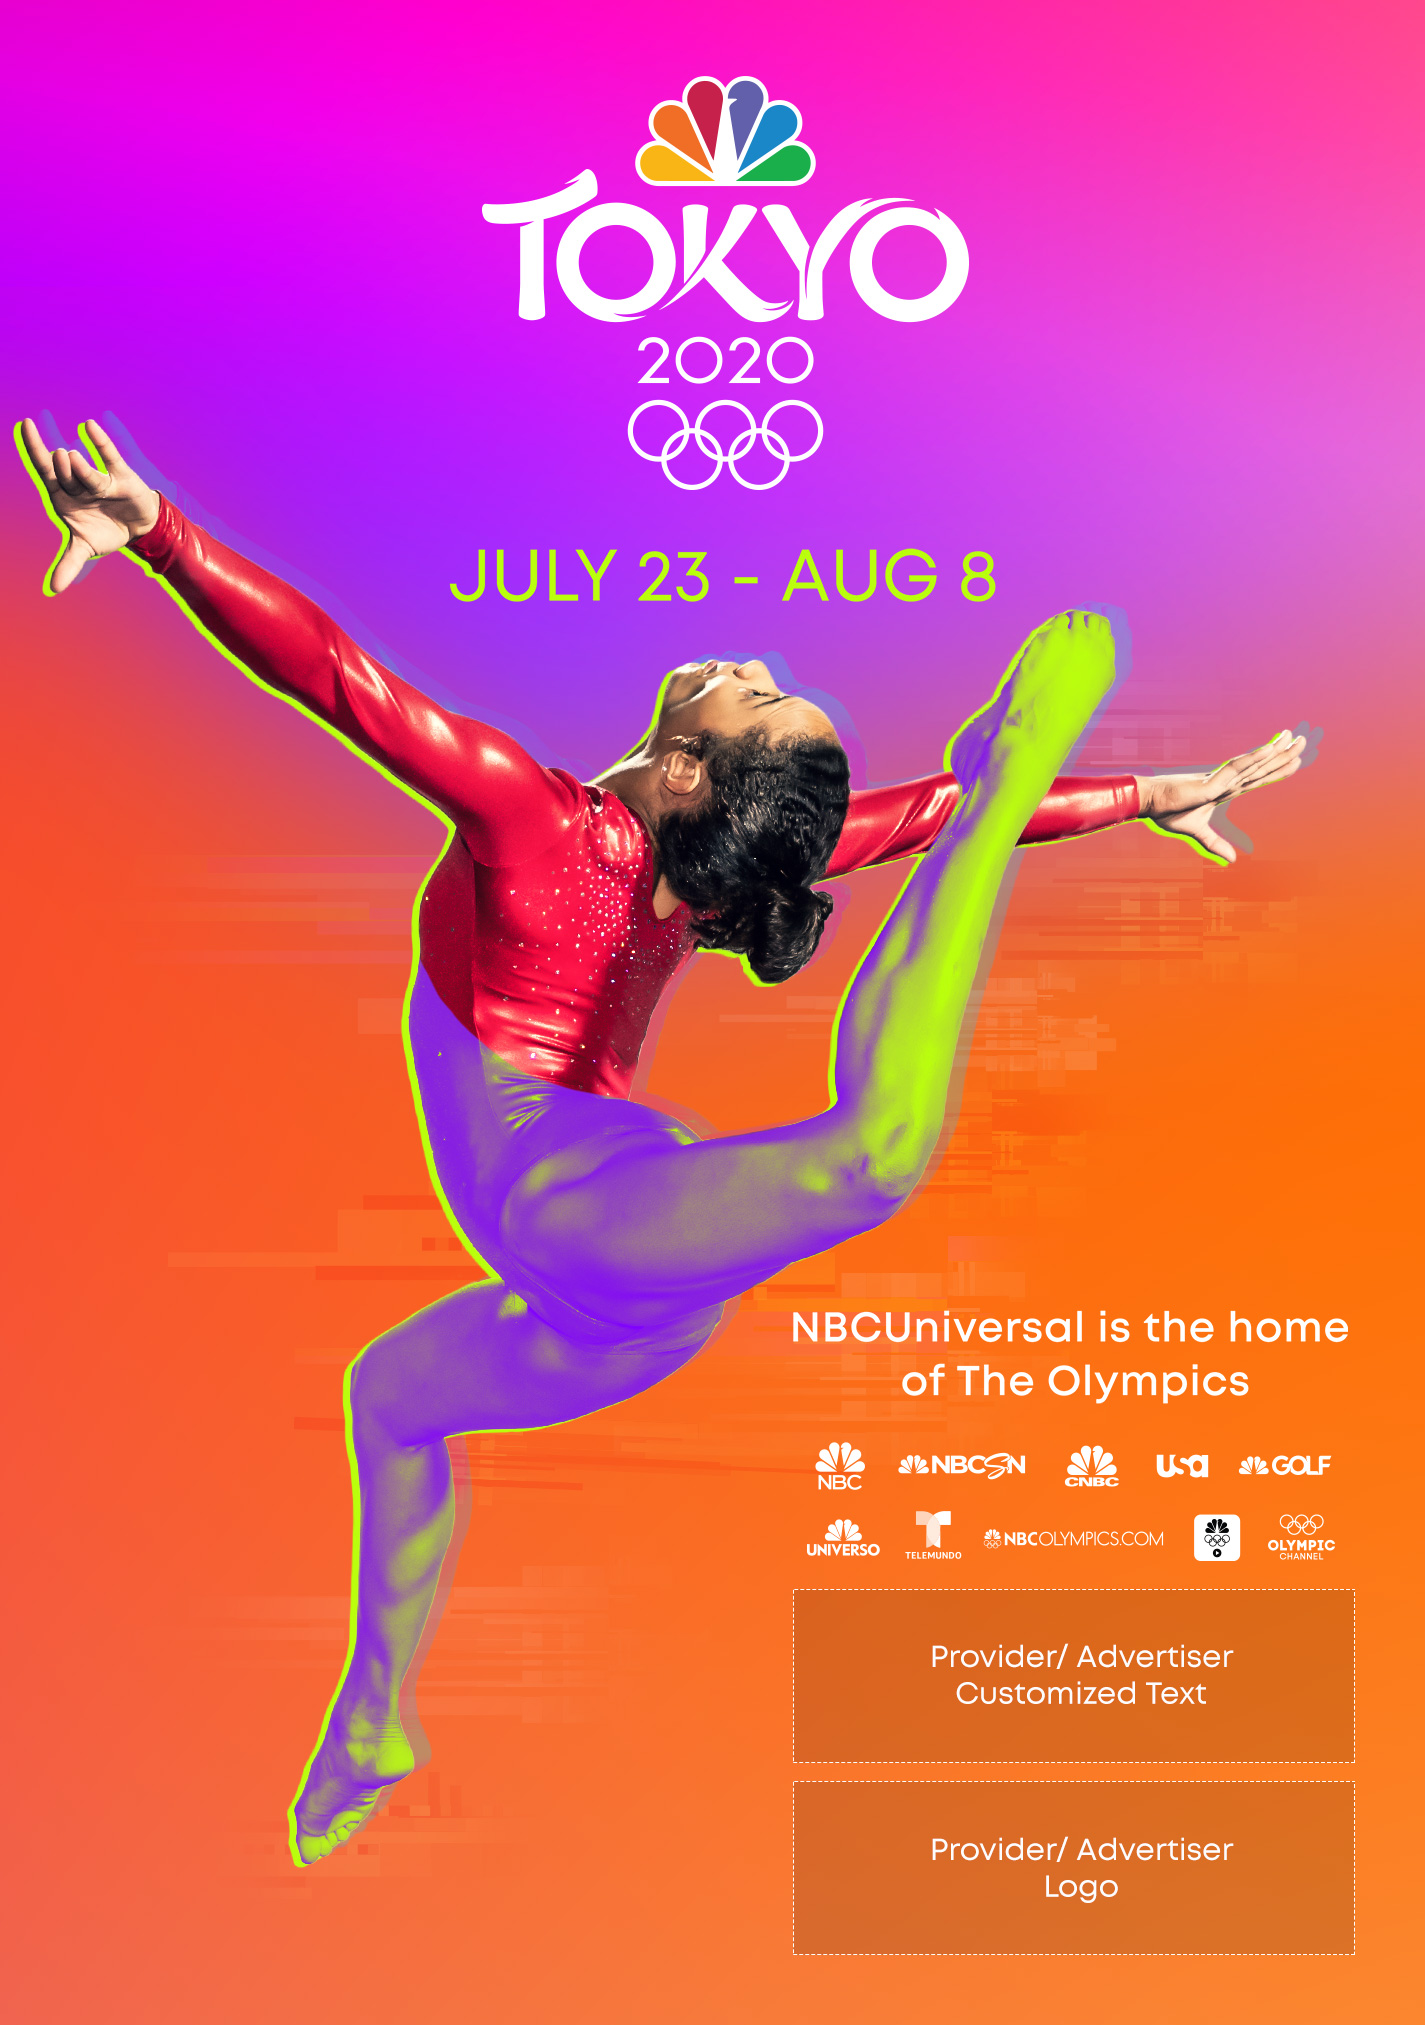 TOKYO
2020
JULY 23 - AUG 8
NBCUniversal is the home
of The Olympics
NBC
NBCSN
CNBC
USA
GOLF
UNIVERSO
TELEMUNDO
NBCOLYMPICS.COM
OLYMPIC
CHANNEL
Provider/ Advertiser
Customized Text
Provider/ Advertiser
Logo